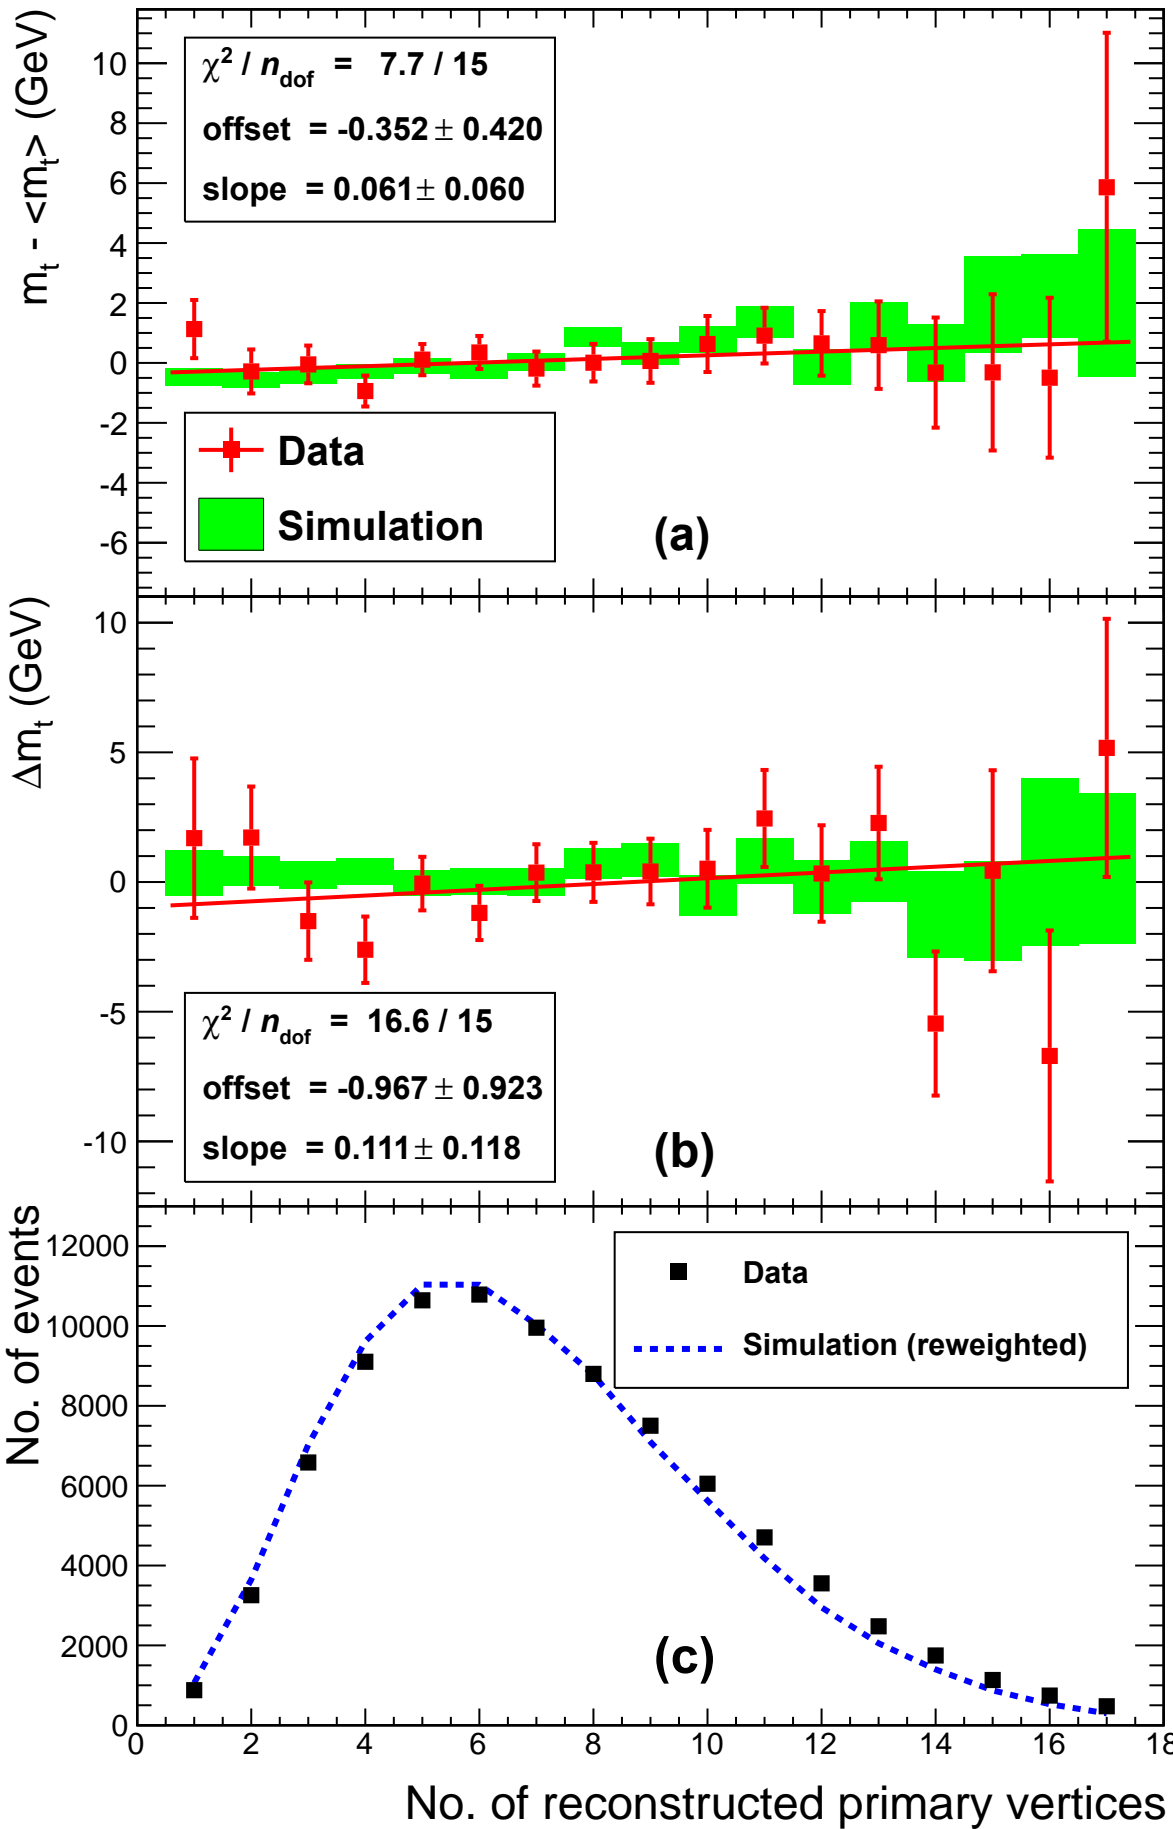 m_t - <m_t> (GeV)
10
8
6
4
2
0
-2
-4
-6
χ² / n_dof = 7.7 / 15
offset = -0.352 ± 0.420
slope = 0.061 ± 0.060
Data
Simulation
(a)
Δm_t (GeV)
10
5
0
-5
-10
χ² / n_dof = 16.6 / 15
offset = -0.967 ± 0.923
slope = 0.111 ± 0.118
(b)
No. of events
12000
10000
8000
6000
4000
2000
0
Data
Simulation (reweighted)
(c)
0 2 4 6 8 10 12 14 16 18
No. of reconstructed primary vertices